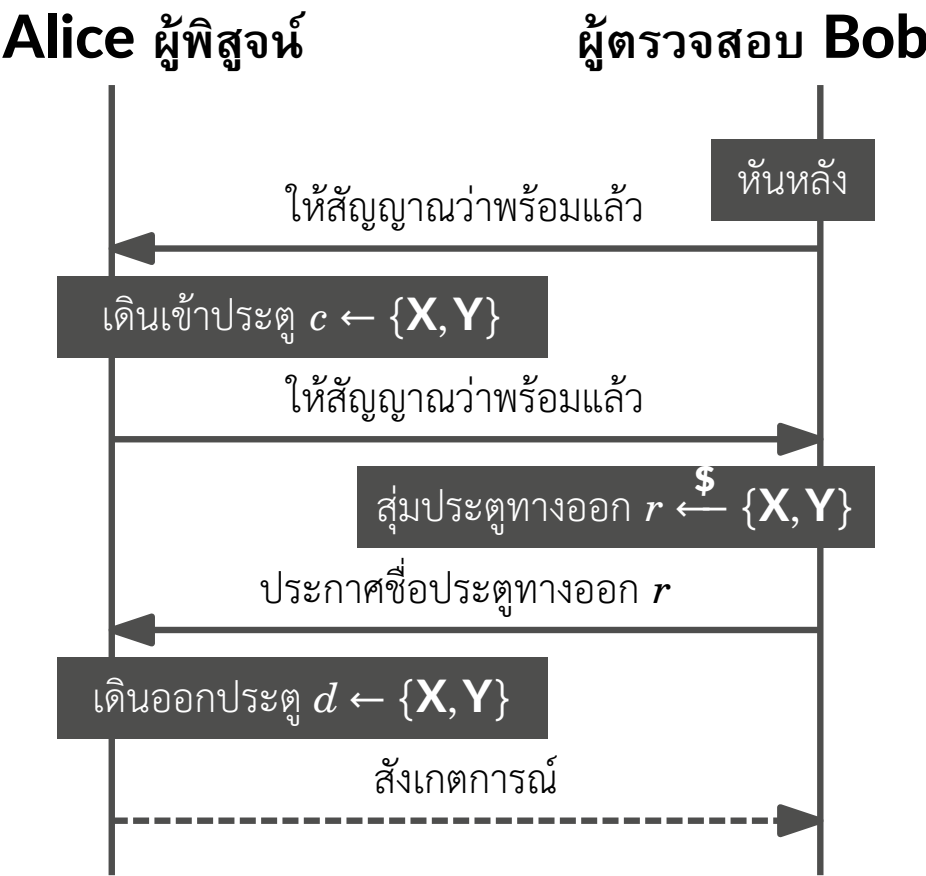 Alice ผู้พิสูจน์
ผู้ตรวจสอบ Bob
หันหลัง
ให้สัญญาณว่าพร้อมแล้ว
เดินเข้าประตู c ← {X, Y}
ให้สัญญาณว่าพร้อมแล้ว
$
สุ่มประตูทางออก r ← {X, Y}
ประกาศชื่อประตูทางออก r
เดินออกประตู d ← {X, Y}
สังเกตการณ์